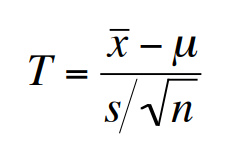 T = (x̄ − μ) / (s/√n)